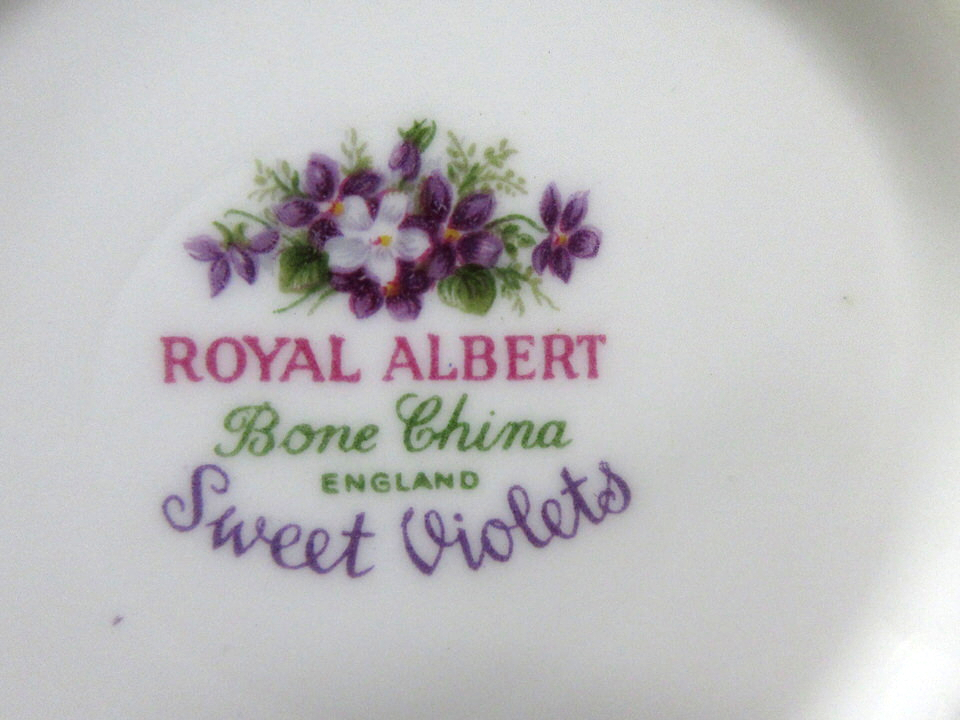 ROYAL ALBERT
Bone China
ENGLAND
Sweet Violets